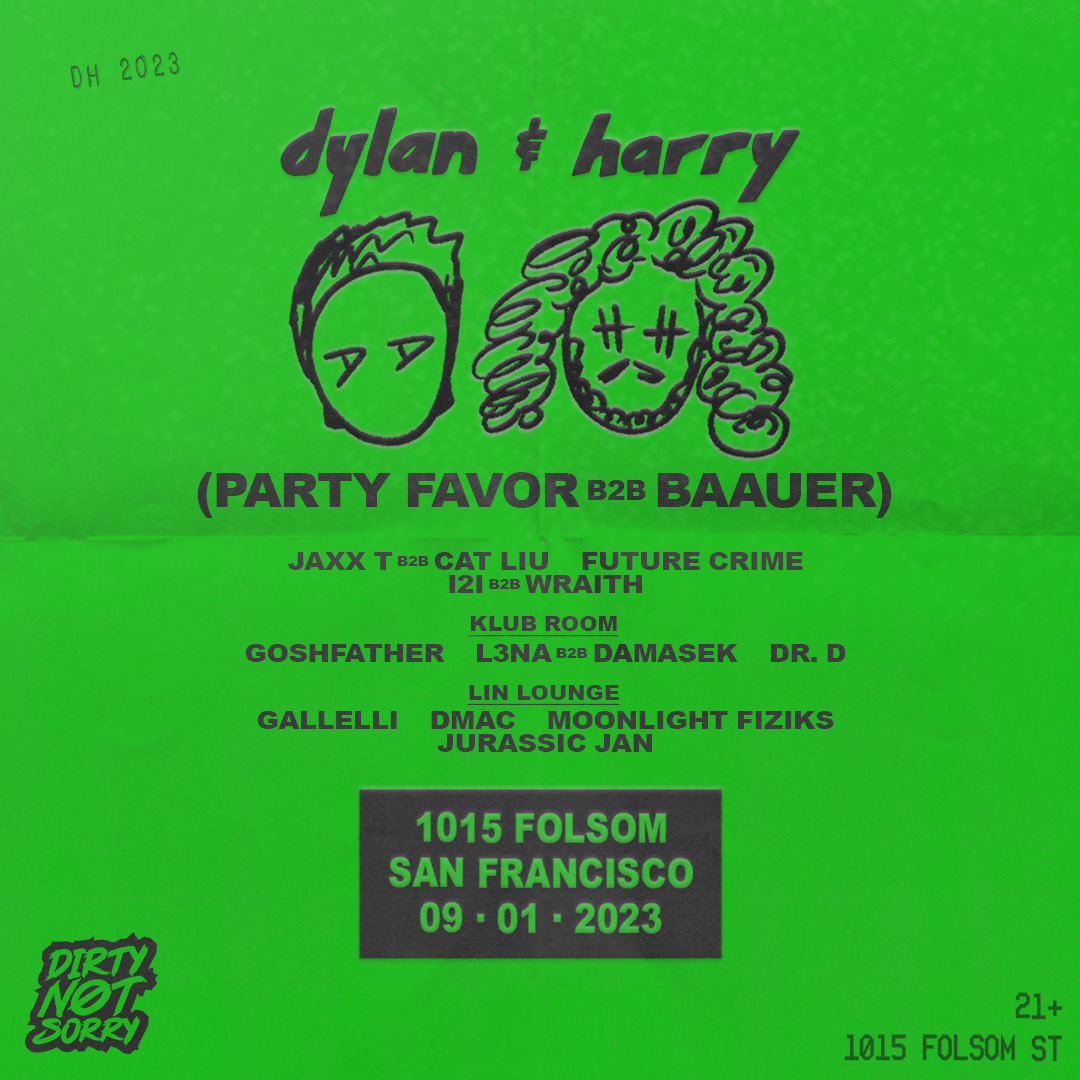 DH 2023
dylan & harry
(PARTY FAVOR B2B BAAUER)
JAXX T B2B CAT LIU FUTURE CRIME
I2I B2B WRAITH
KLUB ROOM
GOSHFATHER L3NA B2B DAMASEK DR. D
LIN LOUNGE
GALLELLI DMAC MOONLIGHT FIZIKS
JURASSIC JAN
1015 FOLSOM
SAN FRANCISCO
09 · 01 · 2023
DIRTY
NØT
SORRY
21+
1015 FOLSOM ST